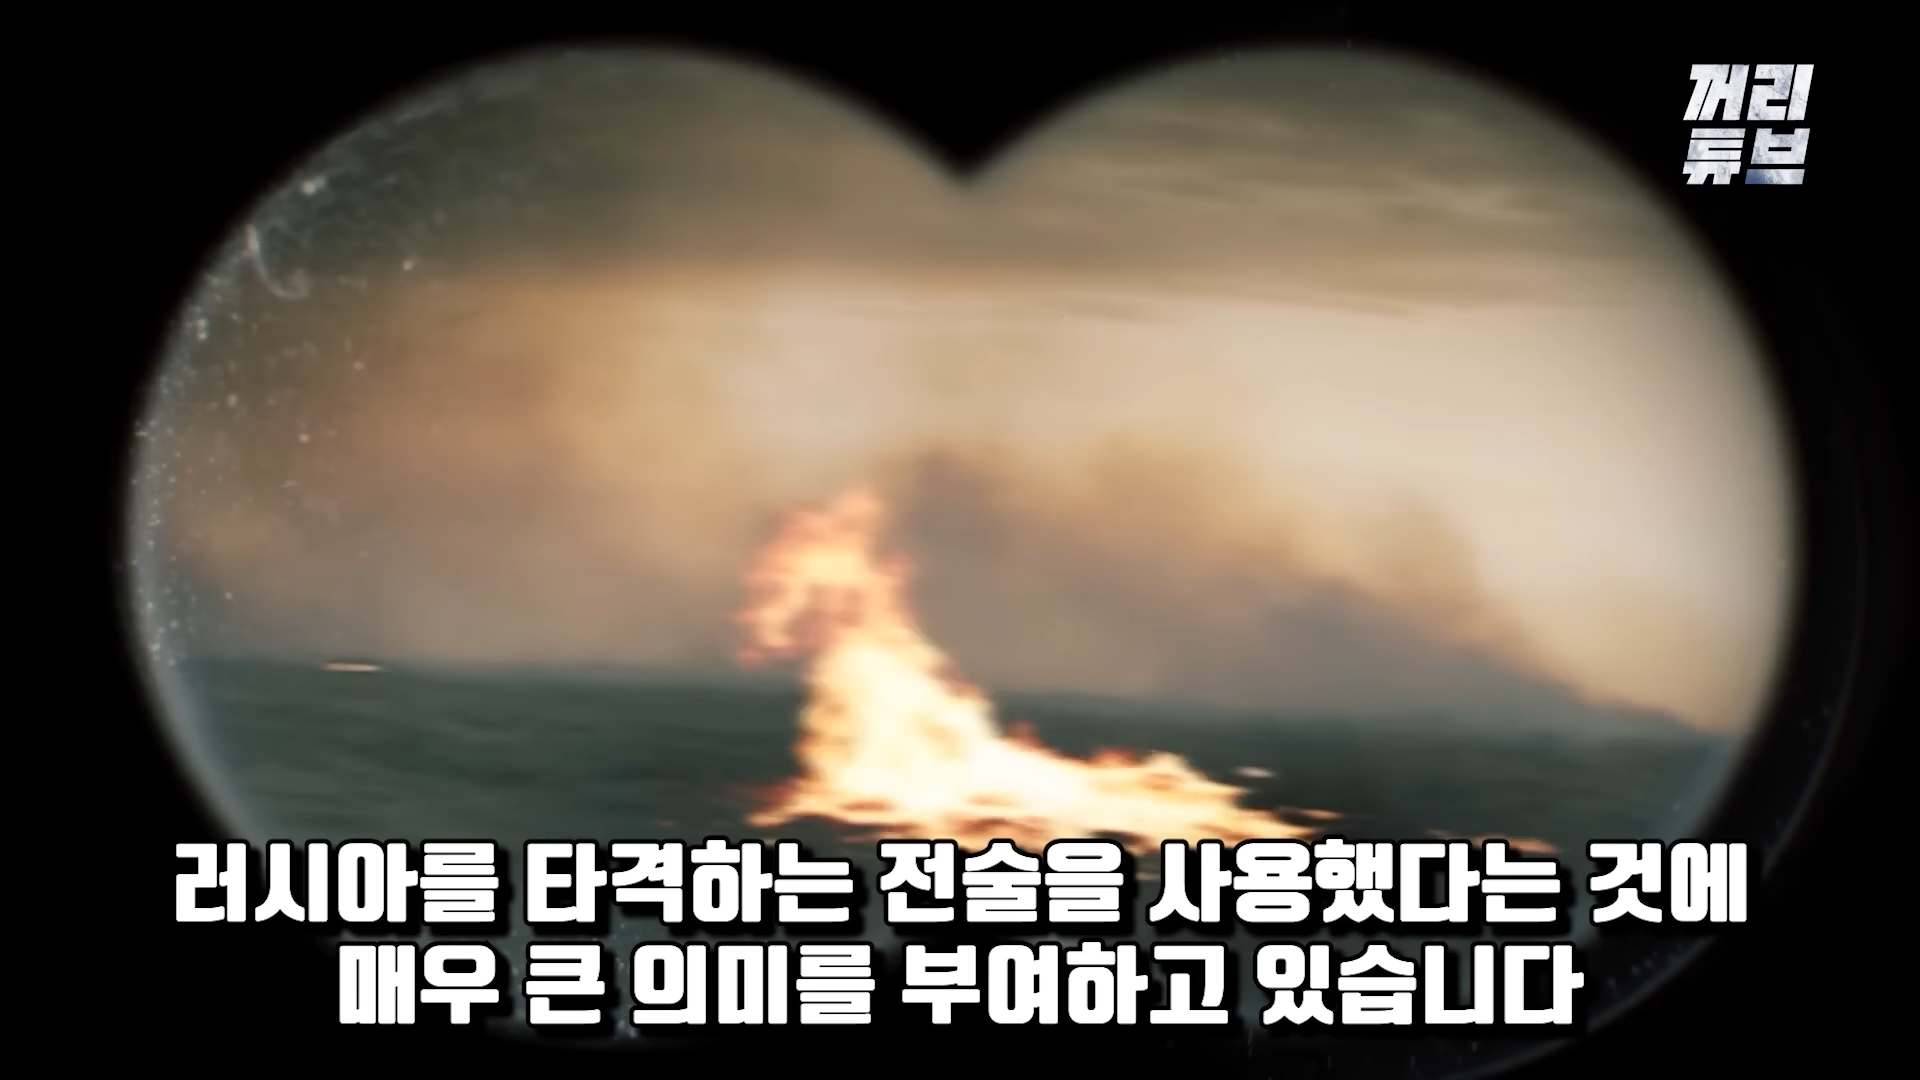 꺼리
튜브
러시아를 타격하는 전술을 사용했다는 것에
매우 큰 의미를 부여하고 있습니다